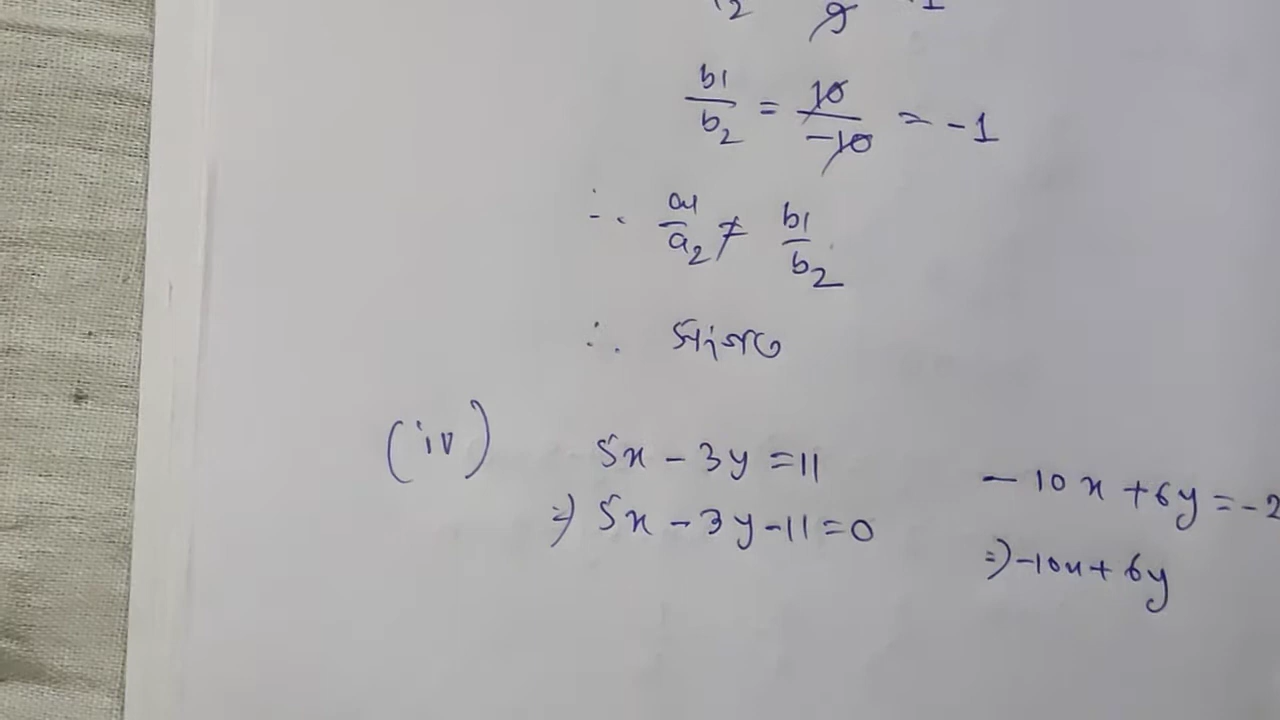 b1/b2 = 10/-10 = -1
∴ a1/a2 ≠ b1/b2
∴ সংগত
(iv) 5x - 3y = 11 - 10x + 6y = -2
⇒ 5x - 3y - 11 = 0 ⇒ -10x + 6y